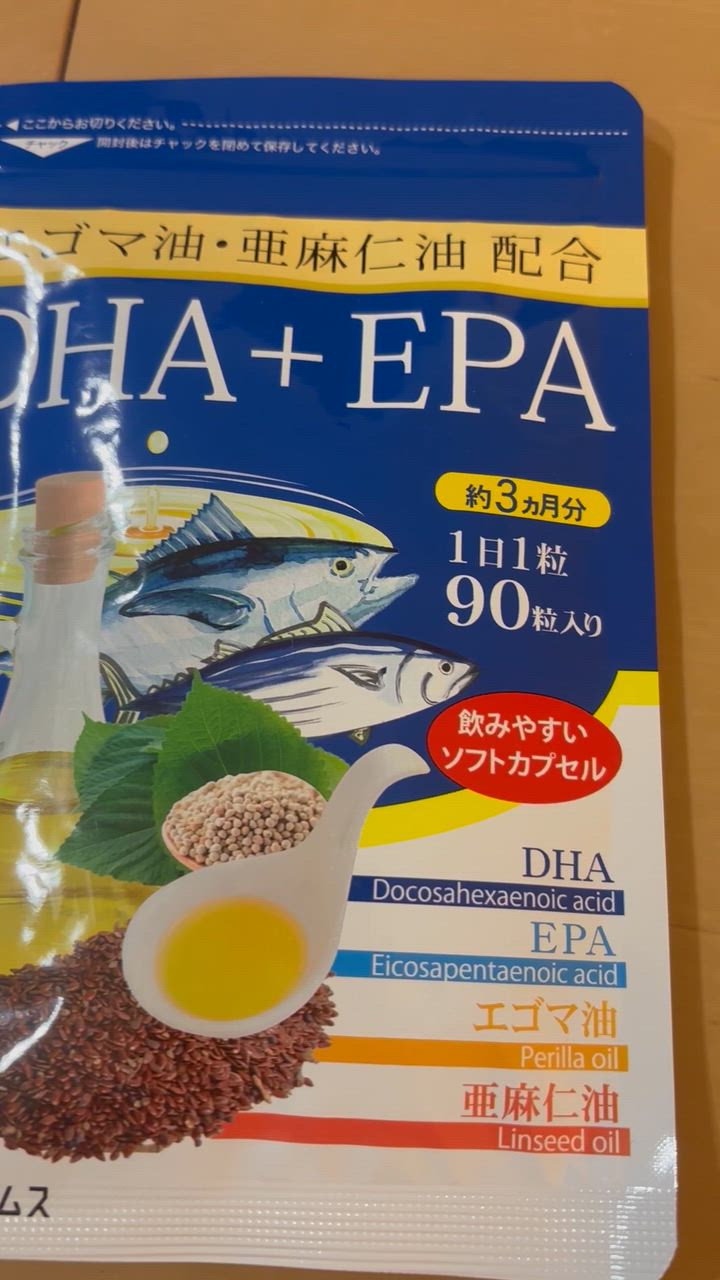 ◀ここからお切りください。
チャック
開封後はチャックを閉めて保存してください。
エゴマ油・亜麻仁油 配合
DHA+EPA
約3ヵ月分
1日1粒
90粒入り
飲みやすい
ソフトカプセル
DHA
Docosahexaenoic acid
EPA
Eicosapentaenoic acid
エゴマ油
Perilla oil
亜麻仁油
Linseed oil
ムス